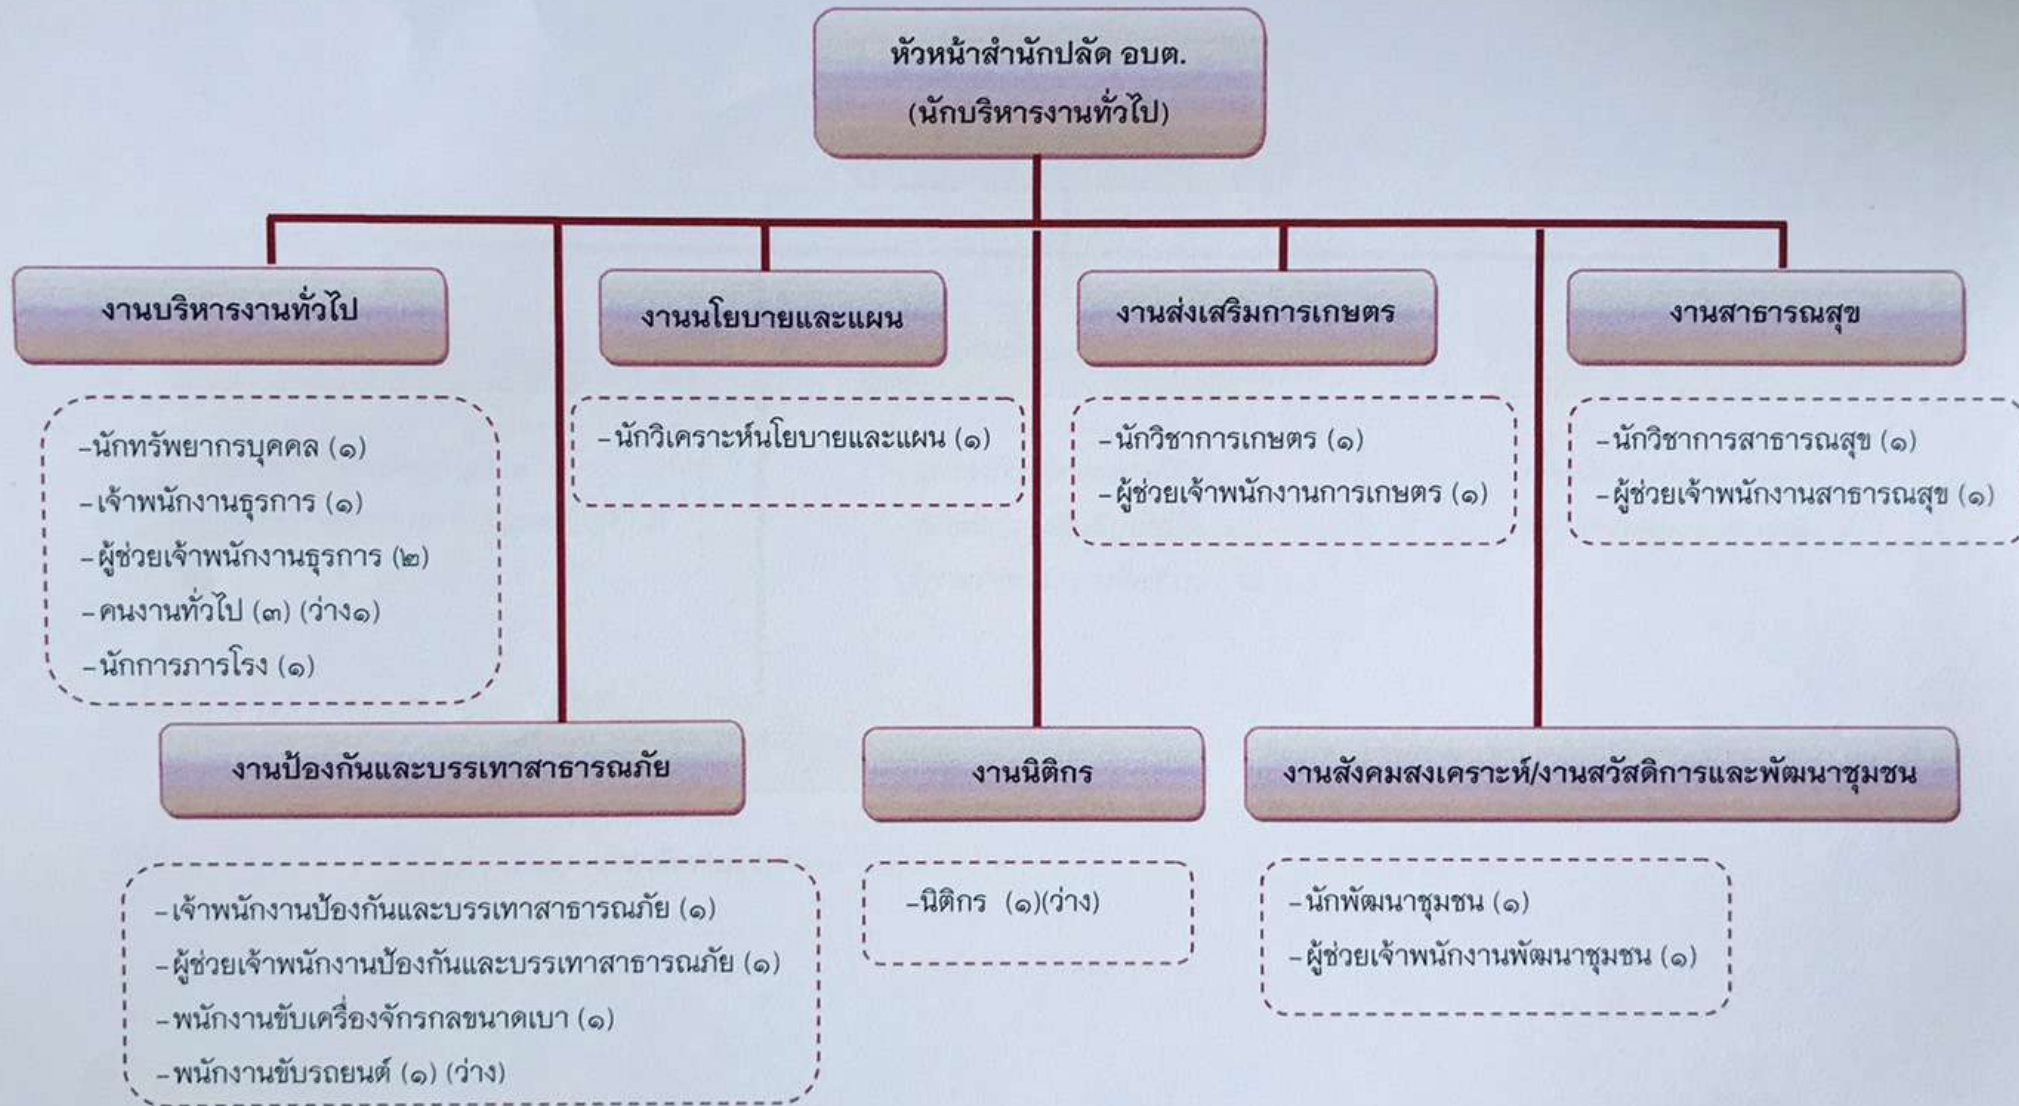 หัวหน้าสำนักปลัด อบต.
(นักบริหารงานทั่วไป)
งานบริหารงานทั่วไป
-นักทรัพยากรบุคคล (๑)
-เจ้าพนักงานธุรการ (๑)
-ผู้ช่วยเจ้าพนักงานธุรการ (๒)
-คนงานทั่วไป (๓) (ว่าง๑)
-นักการภารโรง (๑)
งานนโยบายและแผน
-นักวิเคราะห์นโยบายและแผน (๑)
งานส่งเสริมการเกษตร
-นักวิชาการเกษตร (๑)
-ผู้ช่วยเจ้าพนักงานการเกษตร (๑)
งานสาธารณสุข
-นักวิชาการสาธารณสุข (๑)
-ผู้ช่วยเจ้าพนักงานสาธารณสุข (๑)
งานป้องกันและบรรเทาสาธารณภัย
-เจ้าพนักงานป้องกันและบรรเทาสาธารณภัย (๑)
-ผู้ช่วยเจ้าพนักงานป้องกันและบรรเทาสาธารณภัย (๑)
-พนักงานขับเครื่องจักรกลขนาดเบา (๑)
-พนักงานขับรถยนต์ (๑) (ว่าง)
งานนิติกร
-นิติกร (๑)(ว่าง)
งานสังคมสงเคราะห์/งานสวัสดิการและพัฒนาชุมชน
-นักพัฒนาชุมชน (๑)
-ผู้ช่วยเจ้าพนักงานพัฒนาชุมชน (๑)